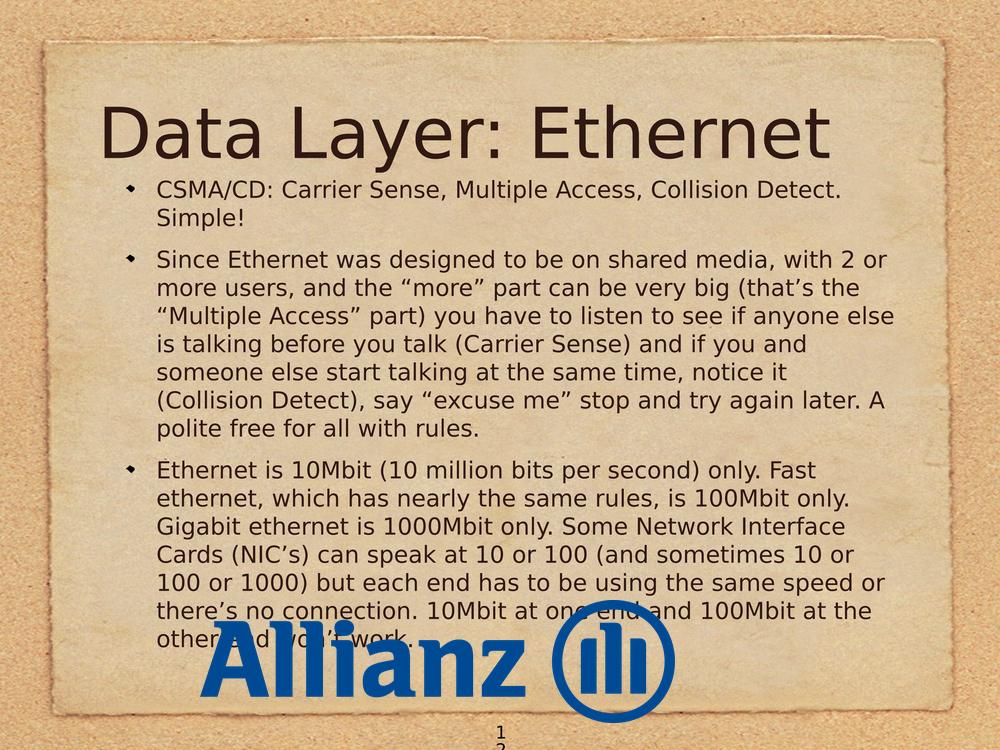 Data Layer: Ethernet
CSMA/CD: Carrier Sense, Multiple Access, Collision Detect.
Simple!
Since Ethernet was designed to be on shared media, with 2 or
more users, and the “more” part can be very big (that’s the
“Multiple Access” part) you have to listen to see if anyone else
is talking before you talk (Carrier Sense) and if you and
someone else start talking at the same time, notice it
(Collision Detect), say “excuse me” stop and try again later. A
polite free for all with rules.
Ethernet is 10Mbit (10 million bits per second) only. Fast
ethernet, which has nearly the same rules, is 100Mbit only.
Gigabit ethernet is 1000Mbit only. Some Network Interface
Cards (NIC’s) can speak at 10 or 100 (and sometimes 10 or
100 or 1000) but each end has to be using the same speed or
there’s no connection. 10Mbit at one end and 100Mbit at the
other end won’t work.
Allianz
1
2